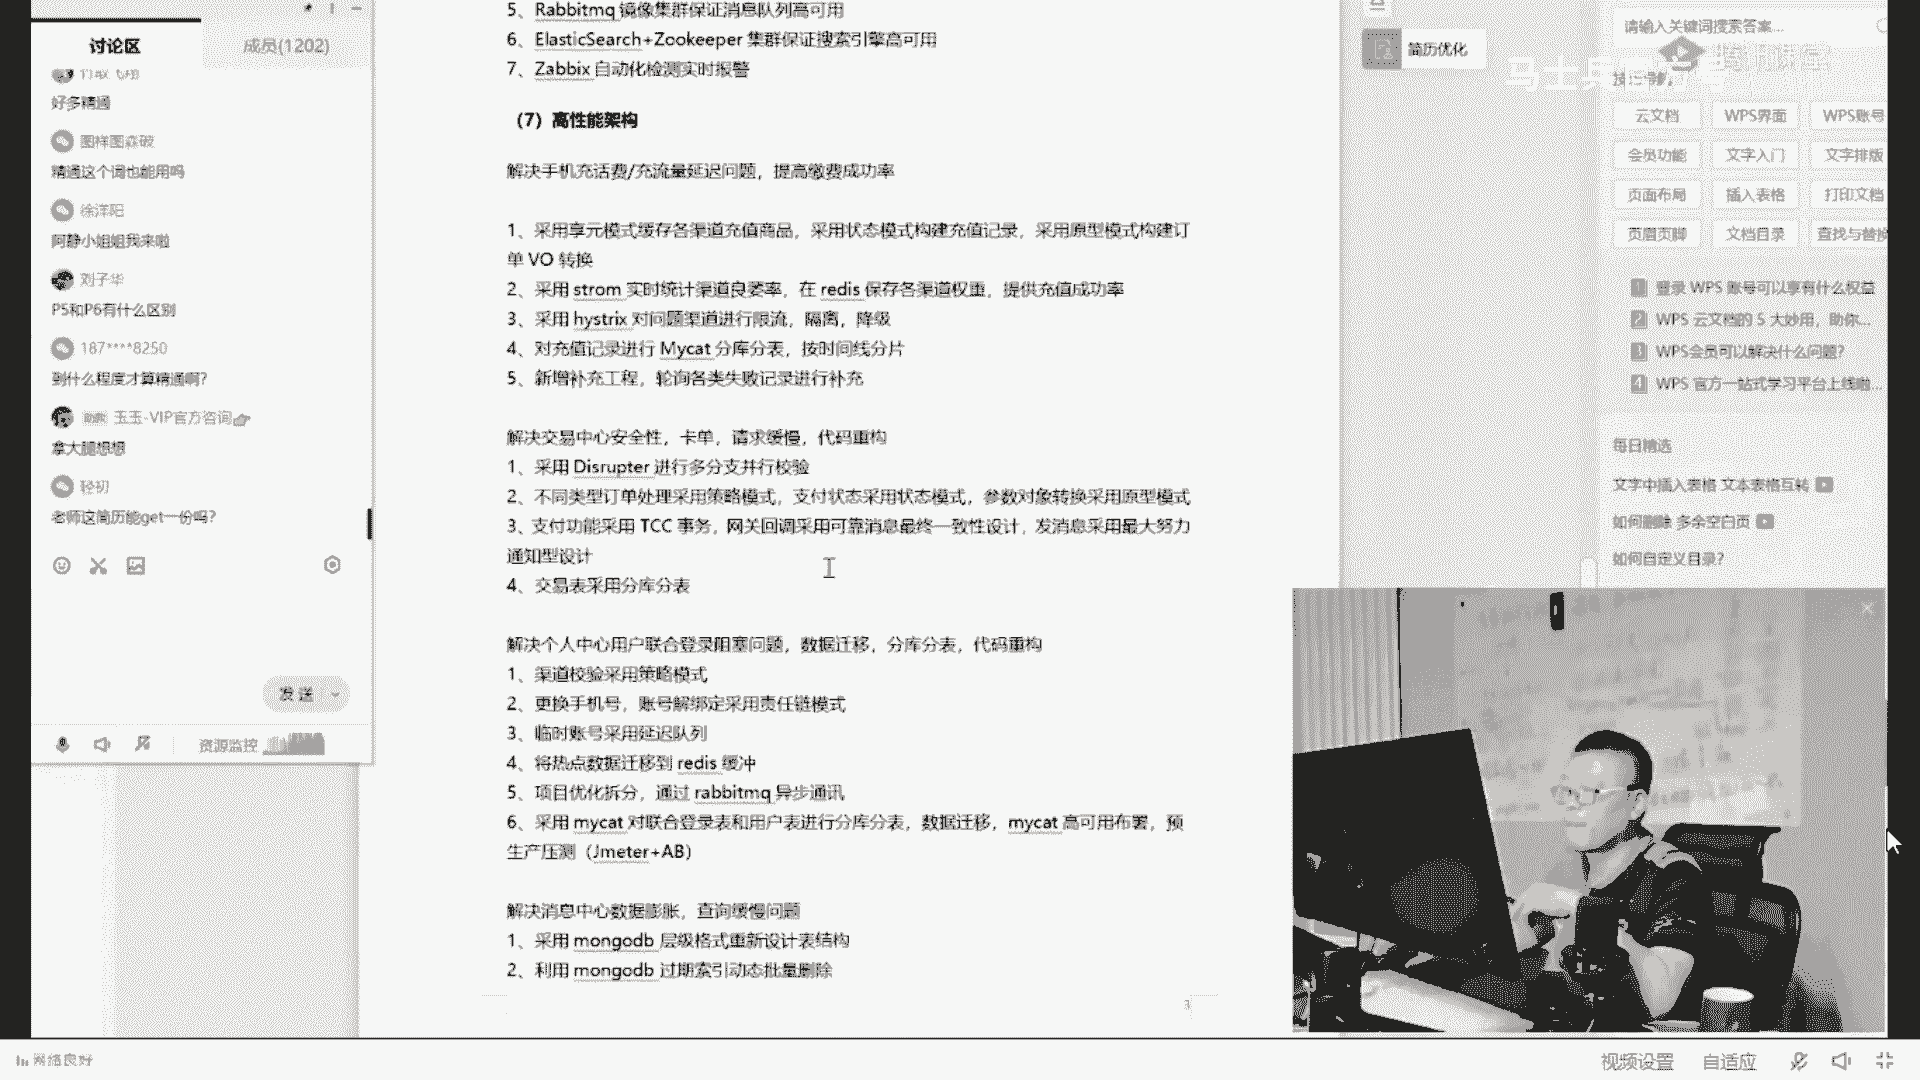 讨论区
成员(1202)
好多精通
图样图森破
精通这个词也能用吗
徐洋阳
阿静小姐姐我来啦
刘子华
P5和P6有什么区别
187****8250
到什么程度才算精通啊?
玉玉-VIP官方咨询
拿大腿想想
轻初
老师这简历能get一份吗?
发送
资源监控
网络良好
5、Rabbitmq 镜像集群保证消息队列高可用
6、ElasticSearch+Zookeeper 集群保证搜索引擎高可用
7、Zabbix 自动化检测实时报警
（7）高性能架构
解决手机充话费/充流量延迟问题，提高缴费成功率
1、采用享元模式缓存各渠道充值商品，采用状态模式构建充值记录，采用原型模式构建订
单 VO 转换
2、采用 strom 实时统计渠道良萎率，在 redis 保存各渠道权重，提供充值成功率
3、采用 hystrix 对问题渠道进行限流，隔离，降级
4、对充值记录进行 Mycat 分库分表，按时间线分片
5、新增补充工程，轮询各类失败记录进行补充
解决交易中心安全性，卡单，请求缓慢，代码重构
1、采用 Disrupter 进行多分支并行校验
2、不同类型订单处理采用策略模式，支付状态采用状态模式，参数对象转换采用原型模式
3、支付功能采用 TCC 事务，网关回调采用可靠消息最终一致性设计，发消息采用最大努力
通知型设计
4、交易表采用分库分表
解决个人中心用户联合登录阻塞问题，数据迁移，分库分表，代码重构
1、渠道校验采用策略模式
2、更换手机号，账号解绑定采用责任链模式
3、临时账号采用延迟队列
4、将热点数据迁移到 redis 缓冲
5、项目优化拆分，通过 rabbitmq 异步通讯
6、采用 mycat 对联合登录表和用户表进行分库分表，数据迁移，mycat 高可用布署，预
生产压测（Jmeter+AB）
解决消息中心数据膨胀，查询缓慢问题
1、采用 mongodb 层级格式重新设计表结构
2、利用 mongodb 过期索引动态批量删除
3
简历优化
请输入关键词搜索答案...
马士兵
云文档
WPS界面
WPS账号
会员功能
文字入门
文字排版
页面布局
插入表格
打印文档
页眉页脚
文档目录
查找与替换
1 登录 WPS 账号可以享有什么权益
2 WPS 云文档的 5 大妙用，助你...
3 WPS会员可以解决什么问题?
4 WPS 官方一站式学习平台上线啦...
每日精选
文字中插入表格 文本表格互转
如何删除 多余空白页
如何自定义目录?
视频设置
自适应